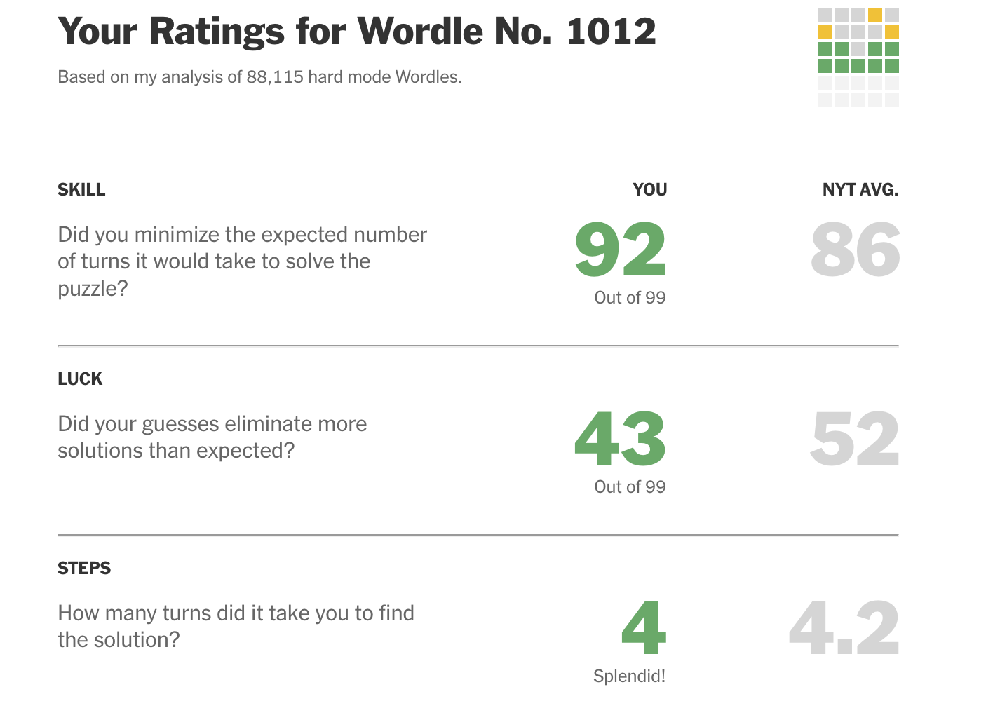 Your Ratings for Wordle No. 1012
Based on my analysis of 88,115 hard mode Wordles.
SKILL YOU NYT AVG.
Did you minimize the expected number
of turns it would take to solve the
puzzle?
92 86
Out of 99
LUCK
Did your guesses eliminate more
solutions than expected?
43 52
Out of 99
STEPS
How many turns did it take you to find
the solution?
4 4.2
Splendid!